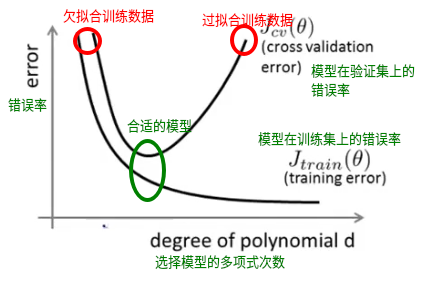 欠拟合训练数据
过拟合训练数据
J_{cv}(θ)
(cross validation
error)
模型在验证集上的
错误率
error
错误率
合适的模型
模型在训练集上的错误率
J_{train}(θ)
(training error)
degree of polynomial d
选择模型的多项式次数